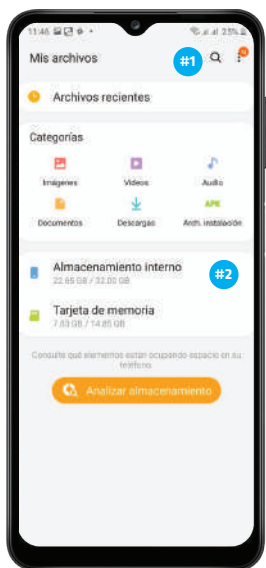 11:46
25%
Mis archivos
#1
N
Archivos recientes
Categorías
Imágenes
Videos
Audio
APK
Documentos
Descargas
Arch. instalación
Almacenamiento interno
#2
22.65 GB / 32.00 GB
Tarjeta de memoria
7.63 GB / 14.85 GB
Consulte qué elementos están ocupando espacio en su
teléfono.
Analizar almacenamiento